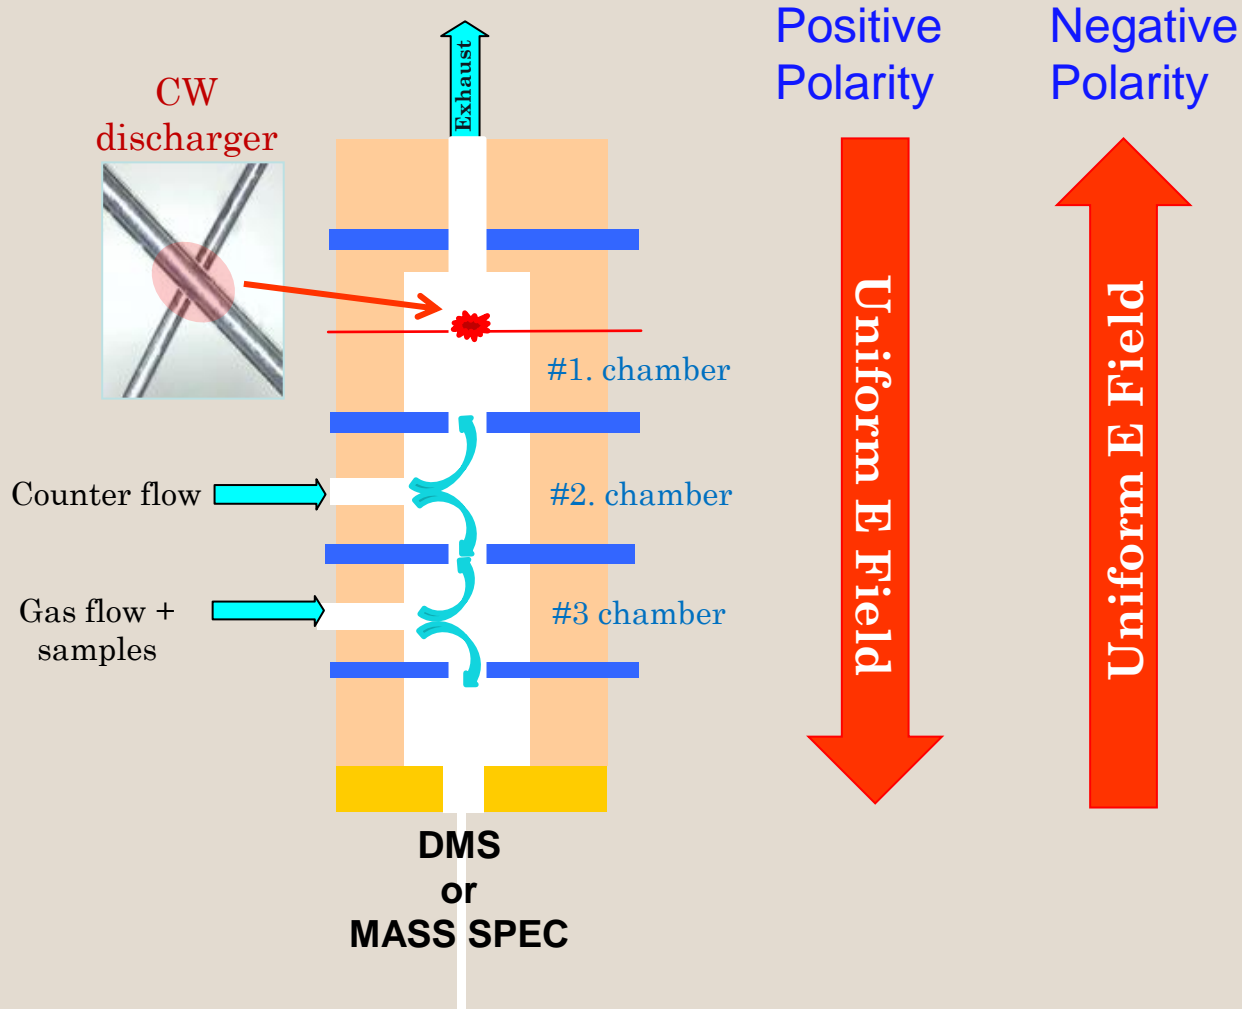 Positive
Polarity
Negative
Polarity
Exhaust
CW
discharger
#1. chamber
Counter flow
#2. chamber
Gas flow +
samples
#3 chamber
Uniform E Field
Uniform E Field
DMS
or
MASS SPEC